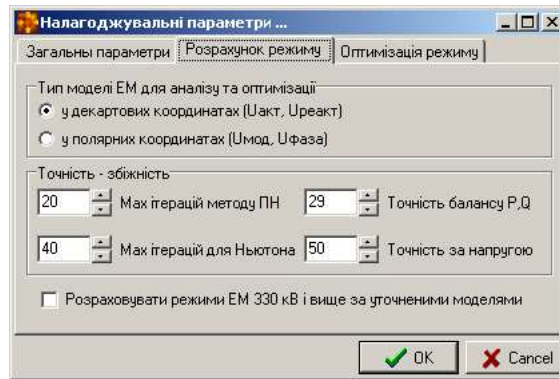 Налагоджувальні параметри ...
Загальны параметри Розрахунок режиму Оптимизація режиму
Тип моделі ЕМ для аналізу та оптимізації
у декартових координатах (Uакт, Uреакт)
у полярних координатах (Uмод, Uфаза)
Точність - збіжність
20 Max ітерацій методу ПН 29 Точність балансу P,Q
40 Max ітерацій для Ньютона 50 Точність за напругою
Розраховувати режими ЕМ 330 кВ і вище за уточненими моделями
OK Cancel